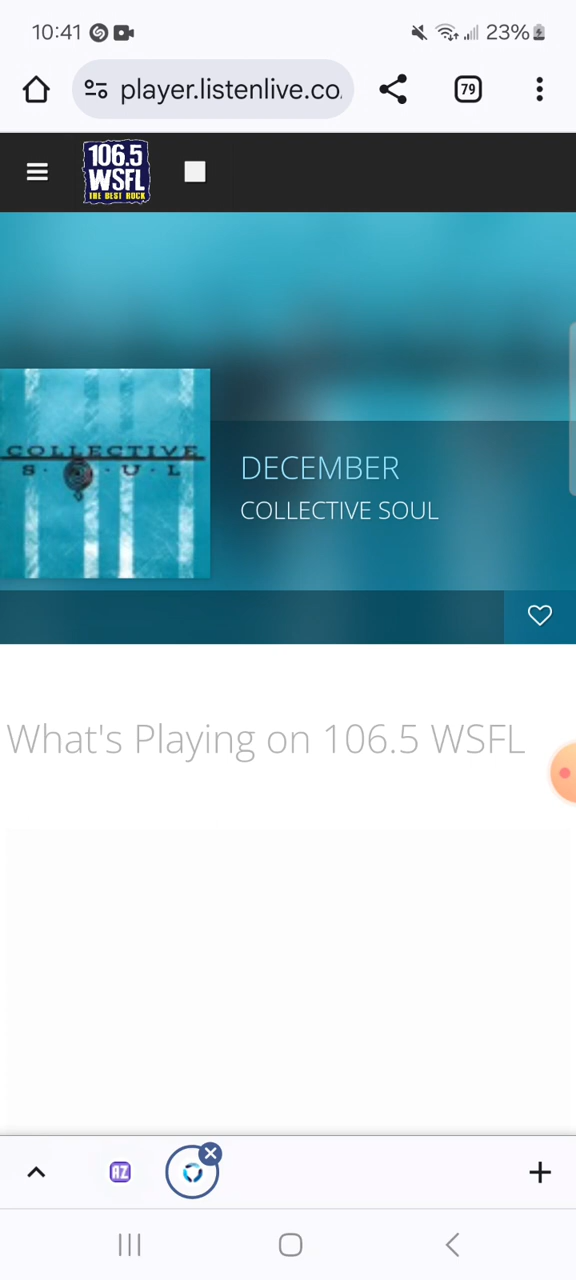 10:41
23%
player.listenlive.co.
79
106.5
WSFL
THE BEST ROCK
COLLECTIVE
S · O · U · L
DECEMBER
COLLECTIVE SOUL
What's Playing on 106.5 WSFL
AZ